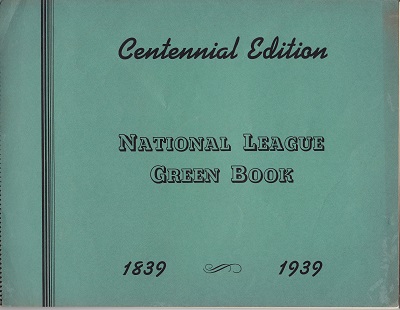 Centennial Edition
NATIONAL LEAGUE
GREEN BOOK
1839 1939